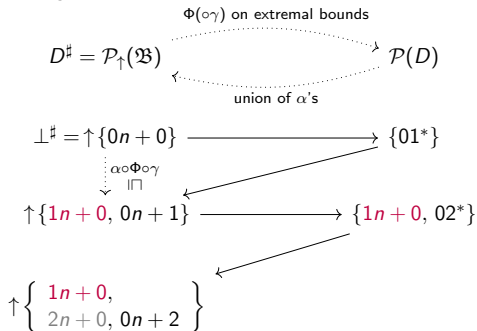 Φ(∘γ) on extremal bounds
D♯ = 𝒫↑(𝔅) 𝒫(D)
union of α's
⊥♯ = ↑{0n + 0} {01*}
α∘Φ∘γ
⊑
↑{1n + 0, 0n + 1} {1n + 0, 02*}
↑{ 1n + 0,
2n + 0, 0n + 2 }